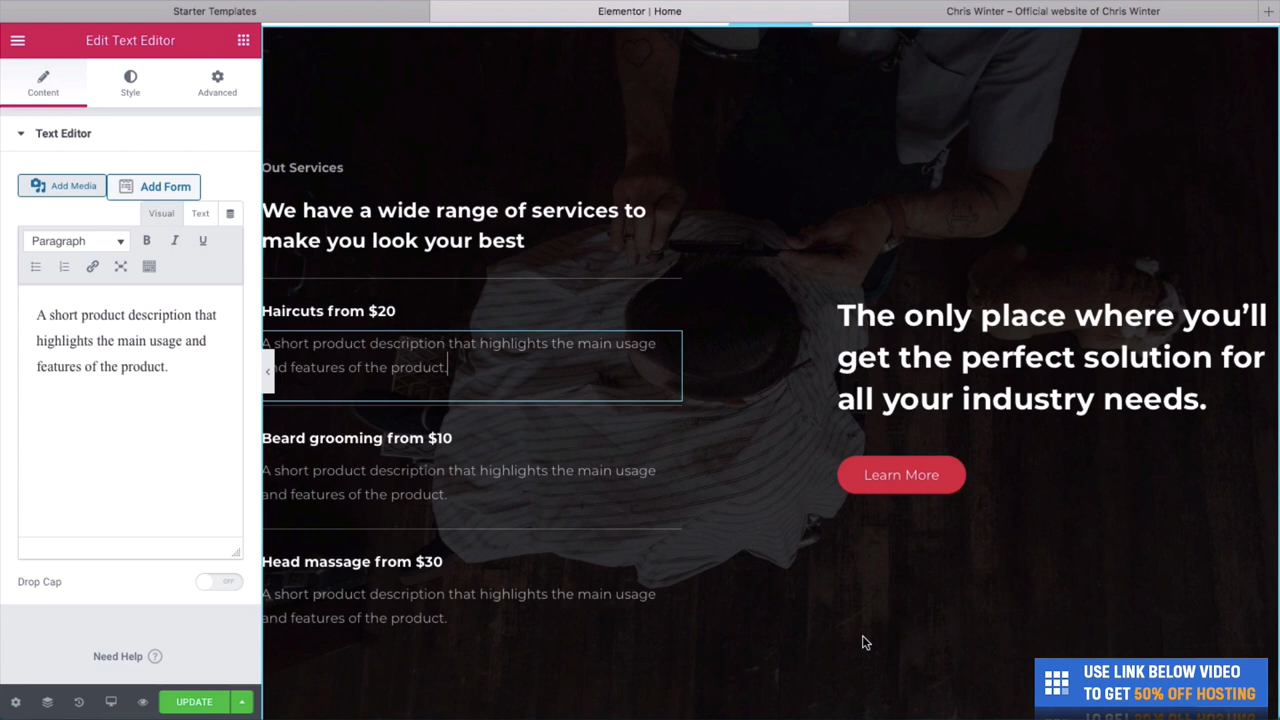 Starter Templates
Elementor | Home
Chris Winter – Official website of Chris Winter
Edit Text Editor
Content
Style
Advanced
Text Editor
Add Media
Add Form
Visual
Text
Paragraph
B
I
U
A short product description that
highlights the main usage and
features of the product.
Drop Cap
OFF
Need Help ?
UPDATE
Out Services
We have a wide range of services to
make you look your best
Haircuts from $20
A short product description that highlights the main usage
and features of the product.
Beard grooming from $10
A short product description that highlights the main usage
and features of the product.
Head massage from $30
A short product description that highlights the main usage
and features of the product.
The only place where you’ll
get the perfect solution for
all your industry needs.
Learn More
USE LINK BELOW VIDEO
TO GET 50% OFF HOSTING